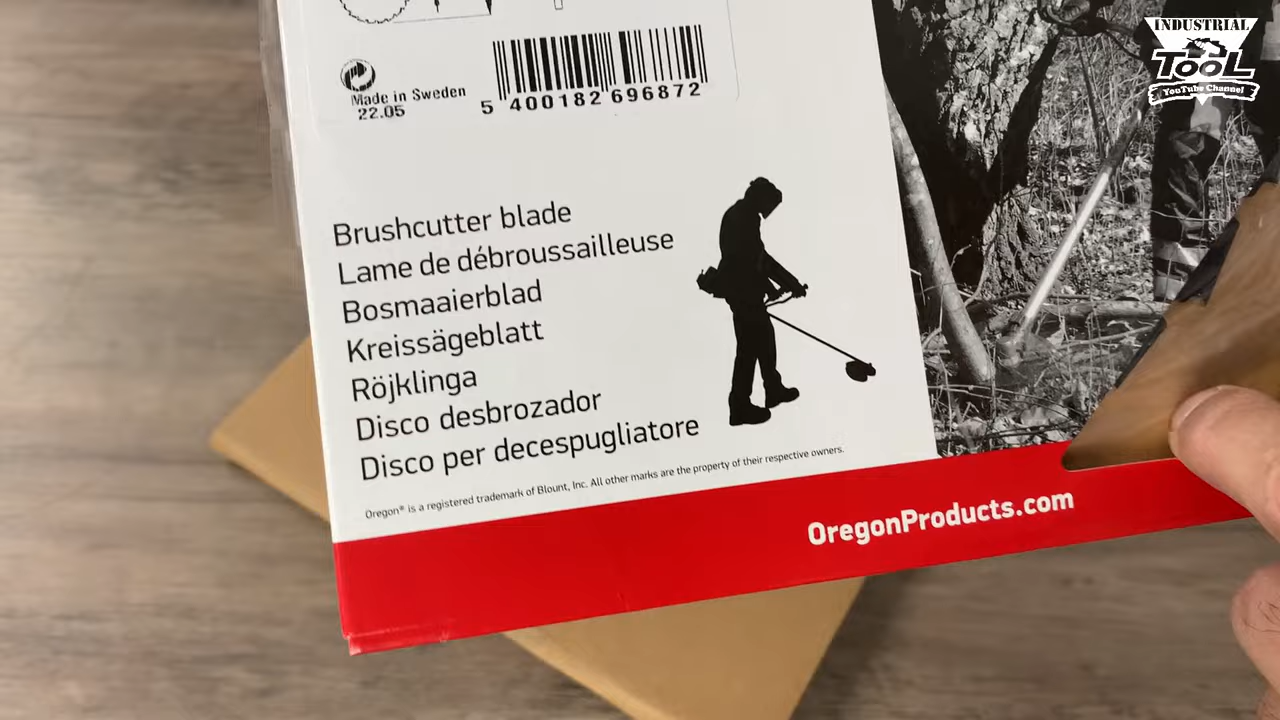 INDUSTRIAL
TOOL
YouTube Channel
Made in Sweden
22.05
5 400182 696872
Brushcutter blade
Lame de débroussailleuse
Bosmaaierblad
Kreissägeblatt
Röjklinga
Disco desbrozador
Disco per decespugliatore
Oregon® is a registered trademark of Blount, Inc. All other marks are the property of their respective owners.
OregonProducts.com